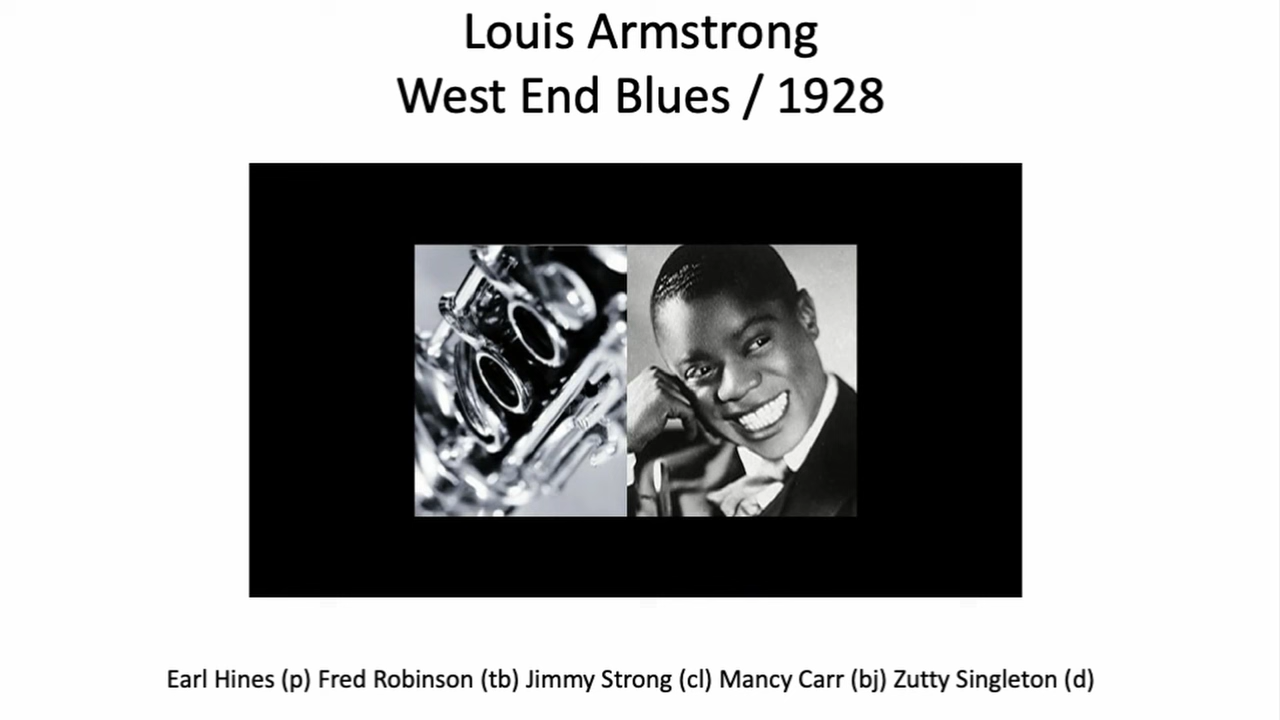 Louis Armstrong
West End Blues / 1928
Earl Hines (p) Fred Robinson (tb) Jimmy Strong (cl) Mancy Carr (bj) Zutty Singleton (d)